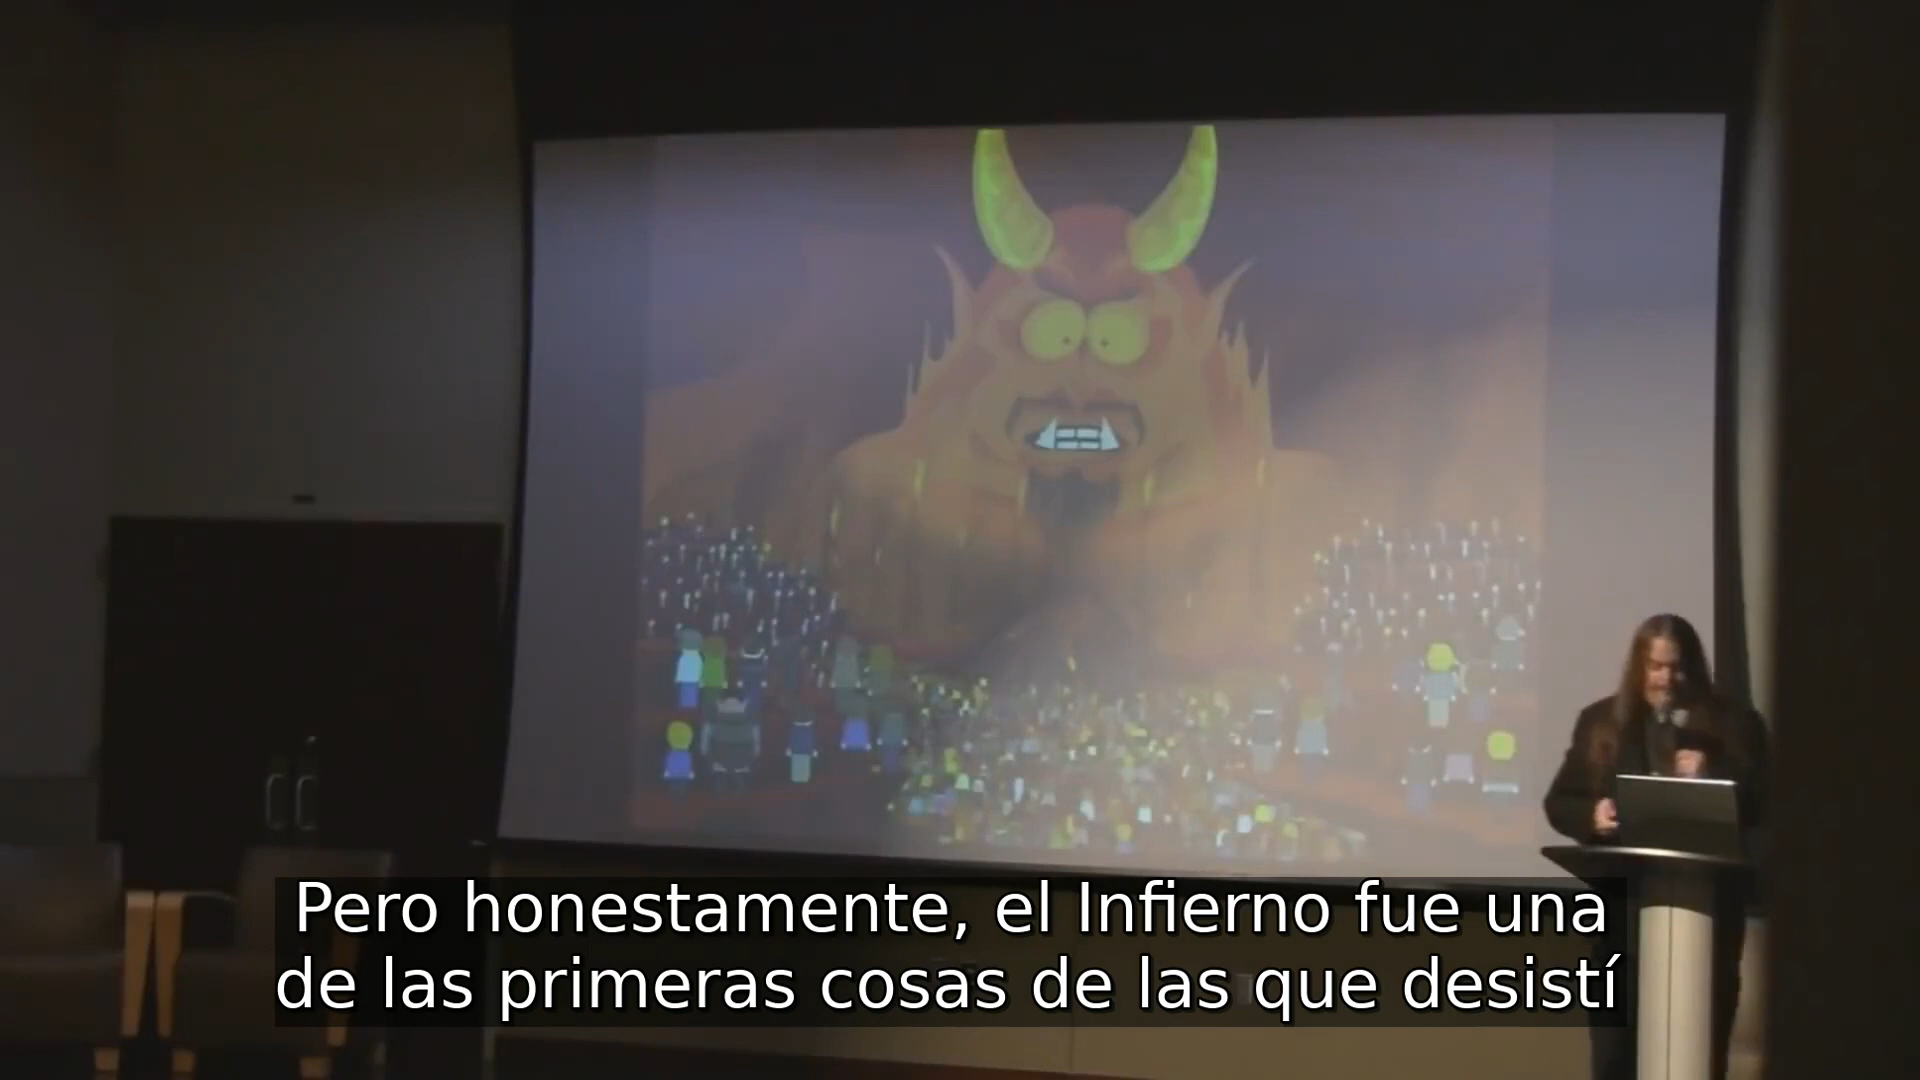 Pero honestamente, el Infierno fue una
de las primeras cosas de las que desistí